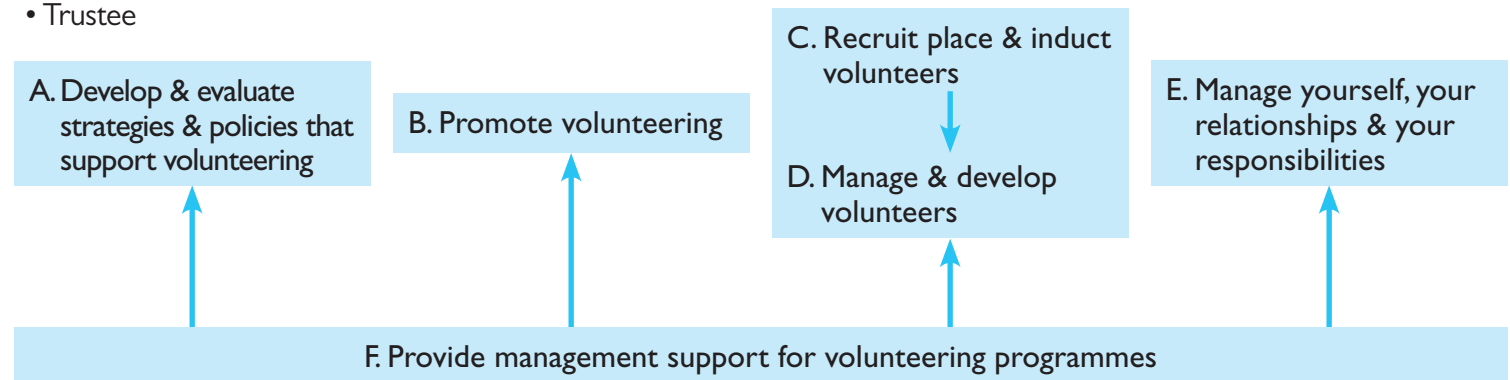 • Trustee
A. Develop & evaluate
strategies & policies that
support volunteering
B. Promote volunteering
C. Recruit place & induct
volunteers
D. Manage & develop
volunteers
E. Manage yourself, your
relationships & your
responsibilities
F. Provide management support for volunteering programmes